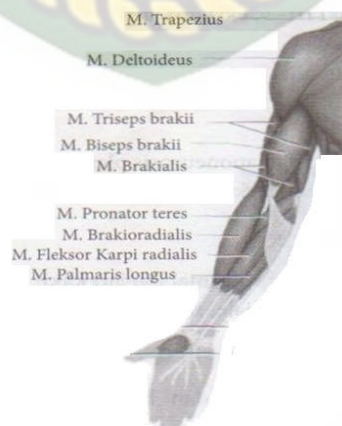 M. Trapezius
M. Deltoideus
M. Triseps brakii
M. Biseps brakii
M. Brakialis
M. Pronator teres
M. Brakioradialis
M. Fleksor Karpi radialis
M. Palmaris longus